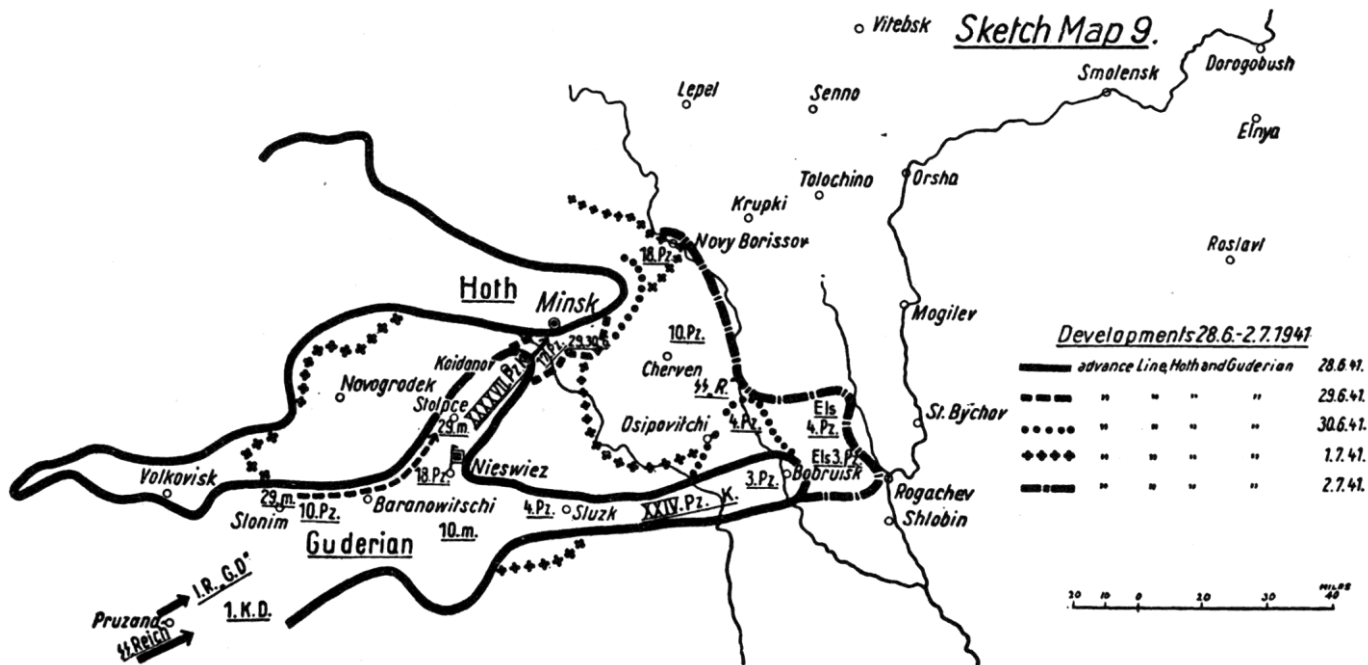 Sketch Map 9.
Vitebsk
Dorogobush
Smolensk
Lepel
Senno
Elnya
Tolochino
Orsha
Krupki
Novy Borissov
18.Pz.
Roslavl
Hoth
Minsk
Mogilev
10.Pz.
Developments 28.6.-2.7.1941
advance Line, Hoth and Guderian 28.6.41.
" " " " 29.6.41.
" " " " 30.6.41.
" " " " 1.7.41.
" " " " 2.7.41.
Koidanov
12.Pz.
29.30.6.
Cherven
Novogrodek
XXXXVII.Pz.K.
SS„R.
Stolpce
4.Pz.
Els
4.Pz.
St. Bychov
29.m.
Osipovitchi
Els 3.Pz.
Volkovisk
18.Pz.
Nieswiez
3.Pz.
Bobruisk
29.m.
10.Pz.
Baranowitschi
4.Pz.
Sluzk
XXIV.Pz. K.
Rogachev
Slonim
Shlobin
Guderian
10.m.
I.R.„G.D"
1.K.D.
Pruzana
SS Reich
MILES
20 10 0 20 30 40